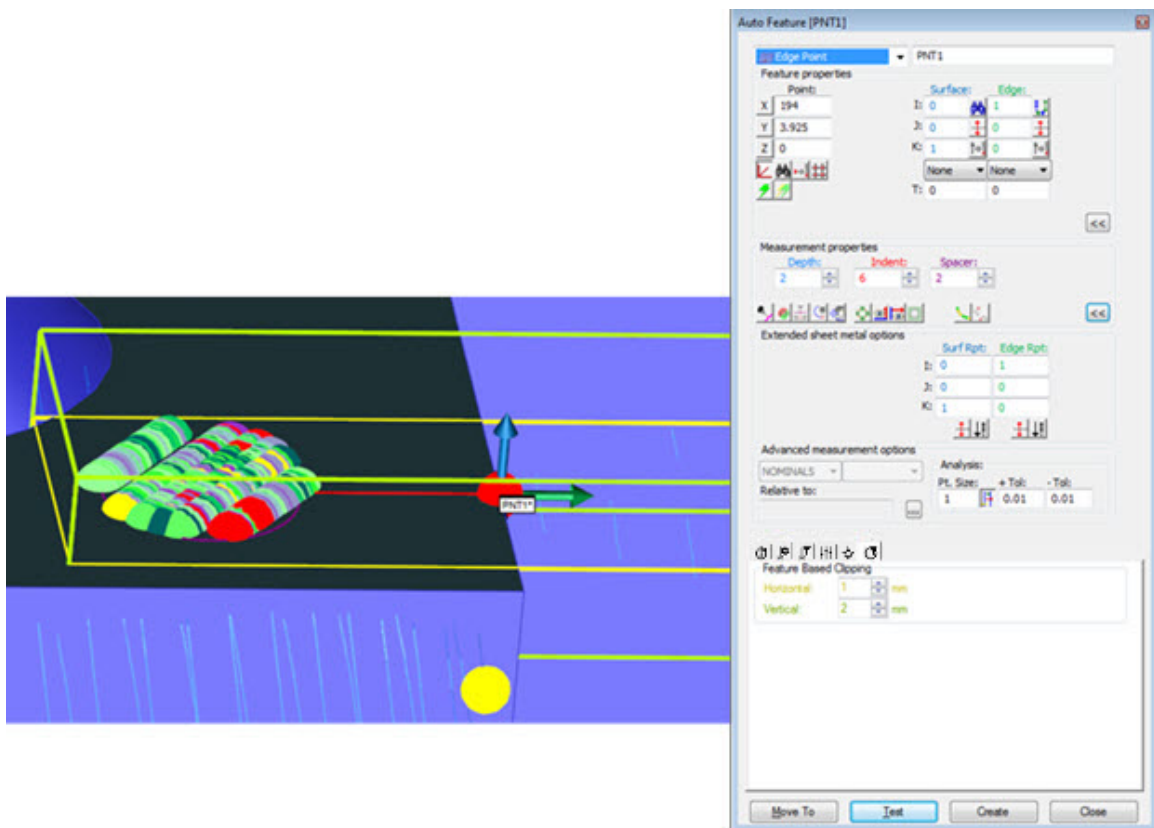 Auto Feature [PNT1]
Edge Point PNT1
Feature properties
Point: Surface: Edge:
X 194 I: 0 1
Y 3.925 J: 0 0
Z 0 K: 1 0
None None
T: 0 0
<<
Measurement properties
Depth: Indent: Spacer:
2 6 2
<<
Extended sheet metal options
Surf Rpt: Edge Rpt:
I: 0 1
J: 0 0
K: 1 0
Advanced measurement options
NOMINALS
Analysis:
Relative to:
Pt. Size: + Tol: - Tol:
1 0.01 0.01
...
Feature Based Clipping
Horizontal: 1 mm
Vertical: 2 mm
Move To Test Create Close
PNT1*